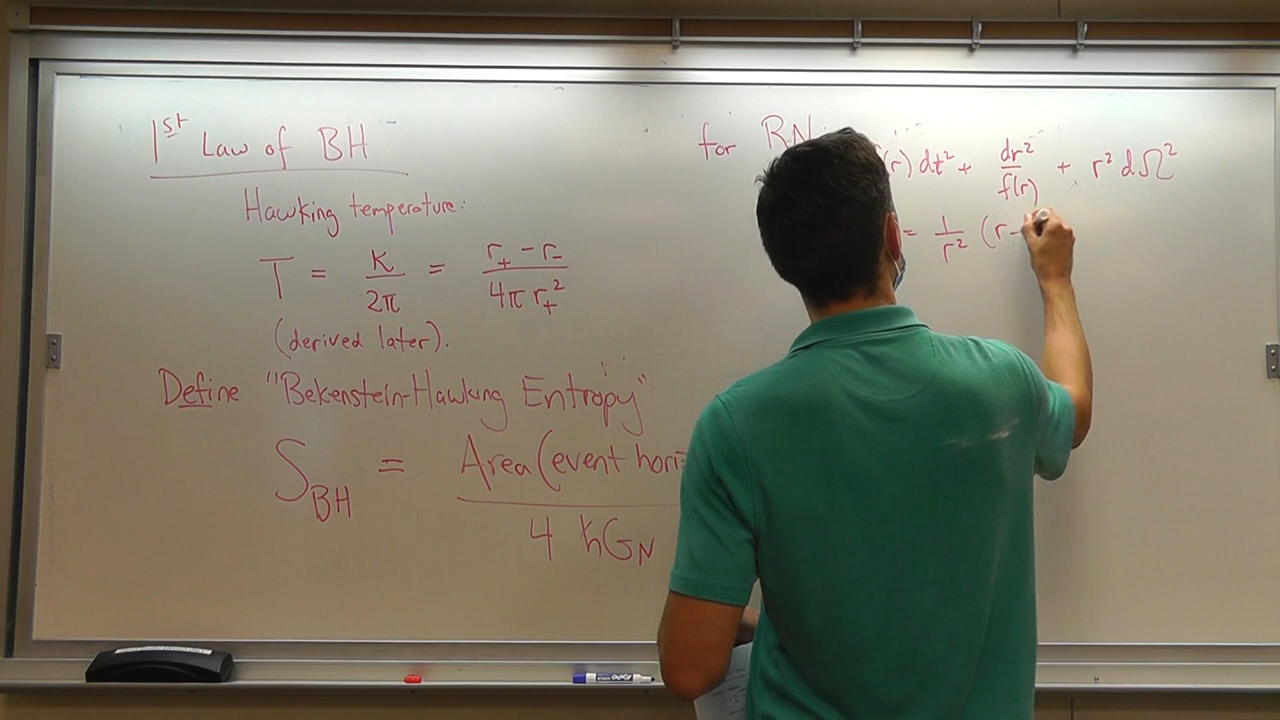 1st Law of BH
Hawking temperature:
T = K/2π = (r₊ - r₋)/(4π r₊²)
(derived later).
Define "Bekenstein-Hawking Entropy"
S_BH = Area(event hori
4 ħG_N
for RN
(r) dt² + dr²/f(r) + r² dΩ²
= 1/r² (r-